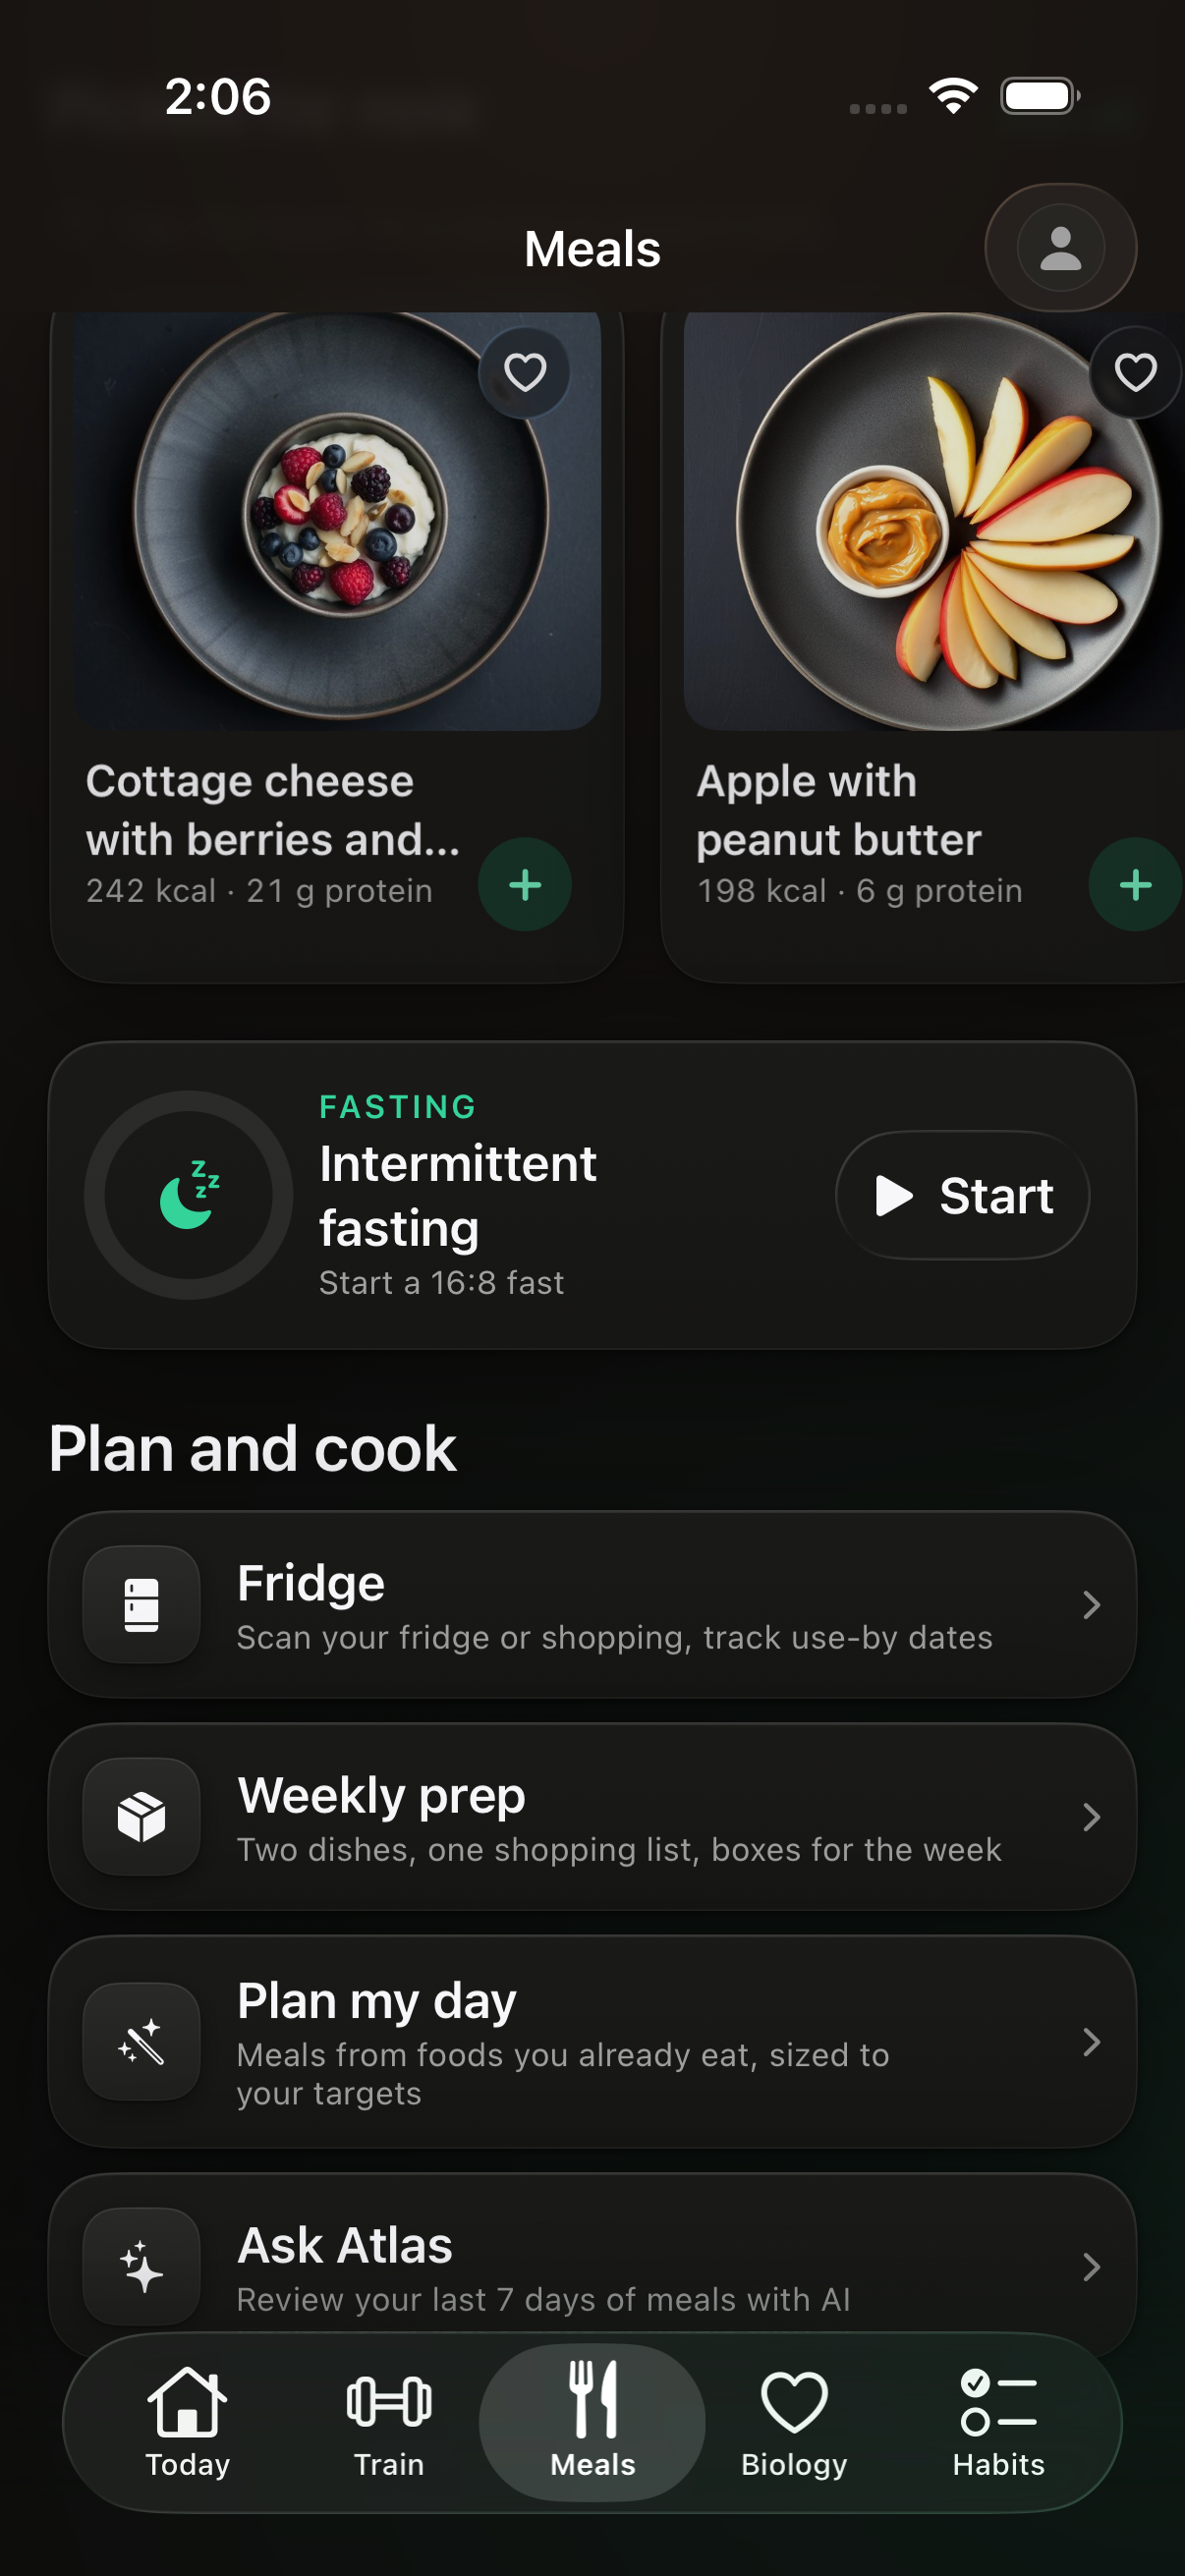 2:06
Meals
Cottage cheese
with berries and...
242 kcal · 21 g protein
Apple with
peanut butter
198 kcal · 6 g protein
FASTING
Intermittent
fasting
Start a 16:8 fast
Start
Plan and cook
Fridge
Scan your fridge or shopping, track use-by dates
Weekly prep
Two dishes, one shopping list, boxes for the week
Plan my day
Meals from foods you already eat, sized to
your targets
Ask Atlas
Review your last 7 days of meals with AI
Today
Train
Meals
Biology
Habits